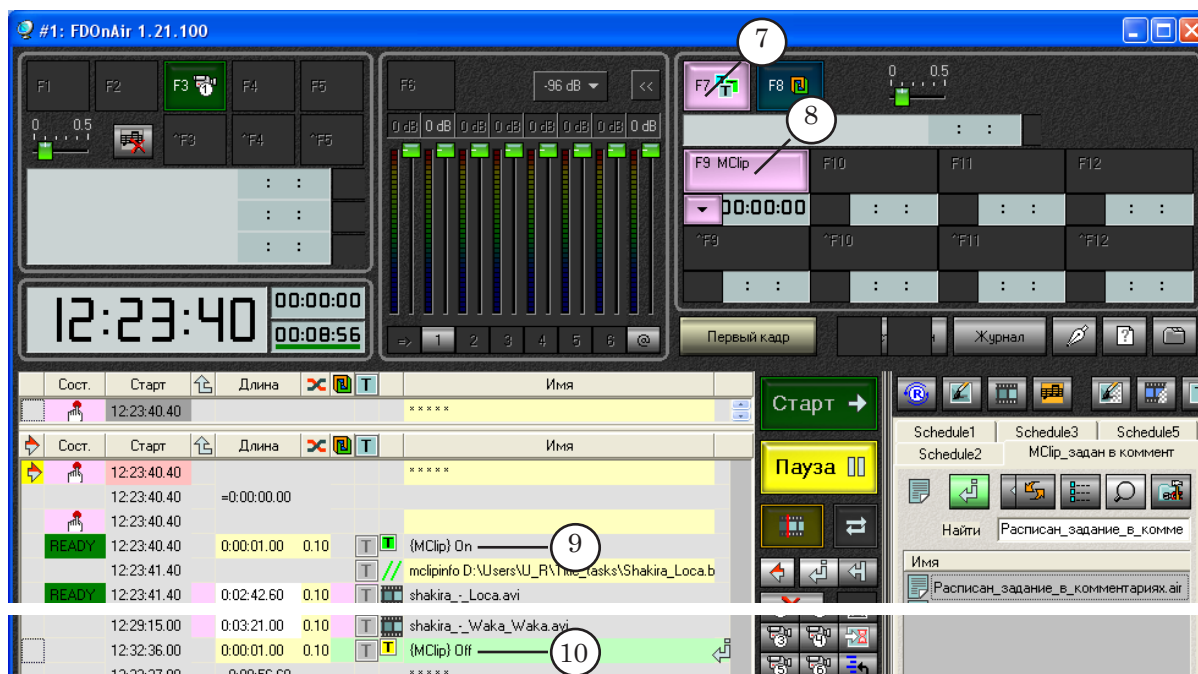 #1: FDOnAir 1.21.100
7
F1 F2 F3 1 F4 F5
F6 -96 dB <<
F7 T F8 0 0.5
0 0.5
^F3 ^F4 ^F5
0 dB 0 dB 0 dB 0 dB 0 dB 0 dB 0 dB 0 dB
8
: :
F9 MClip F10 F11 F12
00:00:00 : : : : : :
^F9 ^F10 ^F11 ^F12
: : : : : : : :
: :
: :
: :
12:23:40 00:00:00
00:08:56
=> 1 2 3 4 5 6 @
Первый кадр Журнал
Сост. Старт Длина T Имя
12:23:40.40 * * * * *
Старт
Сост. Старт Длина T Имя
12:23:40.40 * * * * *
Пауза
12:23:40.40 =0:00:00.00
12:23:40.40
READY 12:23:40.40 0:00:01.00 0.10 T T {MClip} On 9
12:23:41.40 T // mclipinfo D:\Users\U_R\Title_tasks\Shakira_Loca.b
READY 12:23:41.40 0:02:42.60 0.10 T shakira_-_Loca.avi
12:29:15.00 0:03:21.00 0.10 T shakira_-_Waka_Waka.avi
12:32:36.00 0:00:01.00 0.10 T T {MClip} Off 10
* * * * *
R
Schedule1 Schedule3 Schedule5
Schedule2 MClip_задан в коммент
Найти Расписан_задание_в_комме
Имя
Расписан_задание_в_комментариях.air
3 4
5 6